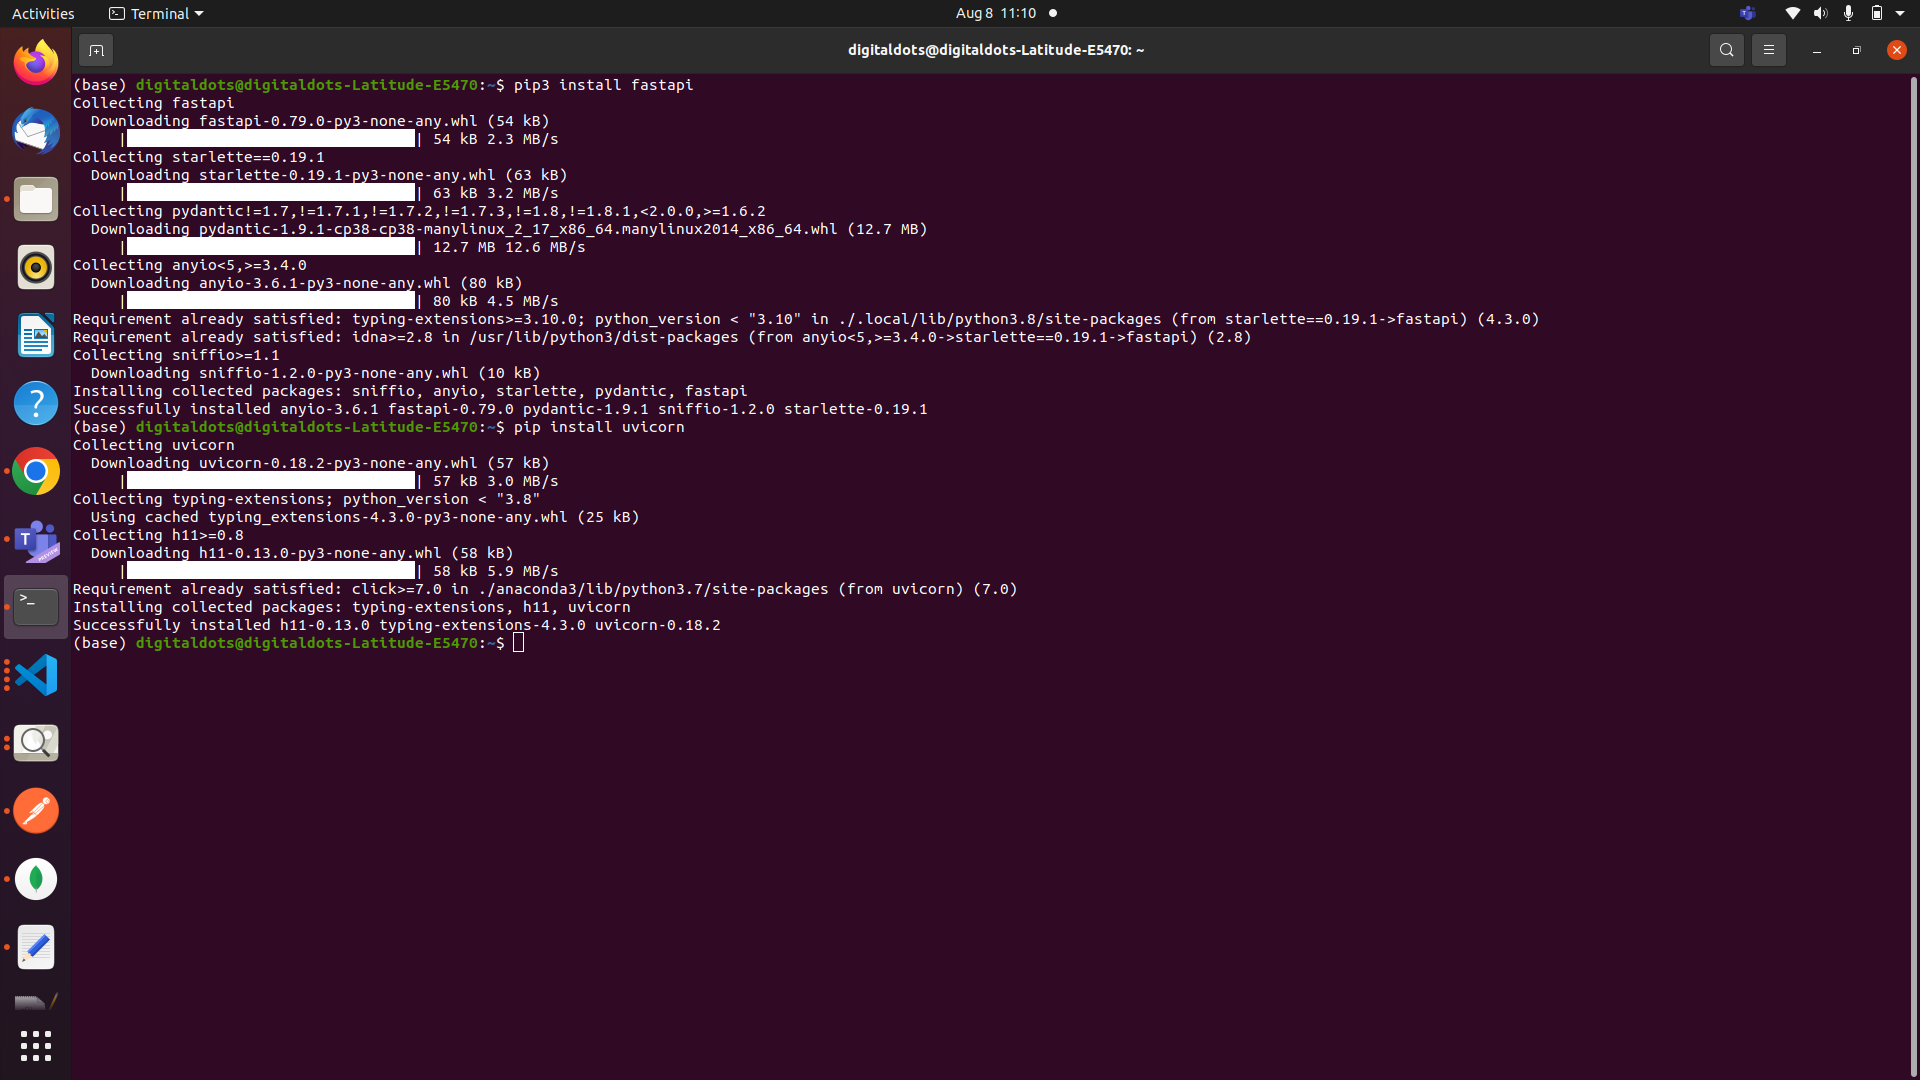 Activities
Terminal
Aug 8 11:10
digitaldots@digitaldots-Latitude-E5470: ~
(base) digitaldots@digitaldots-Latitude-E5470:~$ pip3 install fastapi
Collecting fastapi
  Downloading fastapi-0.79.0-py3-none-any.whl (54 kB)
     || 54 kB 2.3 MB/s
Collecting starlette==0.19.1
  Downloading starlette-0.19.1-py3-none-any.whl (63 kB)
     || 63 kB 3.2 MB/s
Collecting pydantic!=1.7,!=1.7.1,!=1.7.2,!=1.7.3,!=1.8,!=1.8.1,<2.0.0,>=1.6.2
  Downloading pydantic-1.9.1-cp38-cp38-manylinux_2_17_x86_64.manylinux2014_x86_64.whl (12.7 MB)
     || 12.7 MB 12.6 MB/s
Collecting anyio<5,>=3.4.0
  Downloading anyio-3.6.1-py3-none-any.whl (80 kB)
     || 80 kB 4.5 MB/s
Requirement already satisfied: typing-extensions>=3.10.0; python_version < "3.10" in ./.local/lib/python3.8/site-packages (from starlette==0.19.1->fastapi) (4.3.0)
Requirement already satisfied: idna>=2.8 in /usr/lib/python3/dist-packages (from anyio<5,>=3.4.0->starlette==0.19.1->fastapi) (2.8)
Collecting sniffio>=1.1
  Downloading sniffio-1.2.0-py3-none-any.whl (10 kB)
Installing collected packages: sniffio, anyio, starlette, pydantic, fastapi
Successfully installed anyio-3.6.1 fastapi-0.79.0 pydantic-1.9.1 sniffio-1.2.0 starlette-0.19.1
(base) digitaldots@digitaldots-Latitude-E5470:~$ pip install uvicorn
Collecting uvicorn
  Downloading uvicorn-0.18.2-py3-none-any.whl (57 kB)
     || 57 kB 3.0 MB/s
Collecting typing-extensions; python_version < "3.8"
  Using cached typing_extensions-4.3.0-py3-none-any.whl (25 kB)
Collecting h11>=0.8
  Downloading h11-0.13.0-py3-none-any.whl (58 kB)
     || 58 kB 5.9 MB/s
Requirement already satisfied: click>=7.0 in ./anaconda3/lib/python3.7/site-packages (from uvicorn) (7.0)
Installing collected packages: typing-extensions, h11, uvicorn
Successfully installed h11-0.13.0 typing-extensions-4.3.0 uvicorn-0.18.2
(base) digitaldots@digitaldots-Latitude-E5470:~$